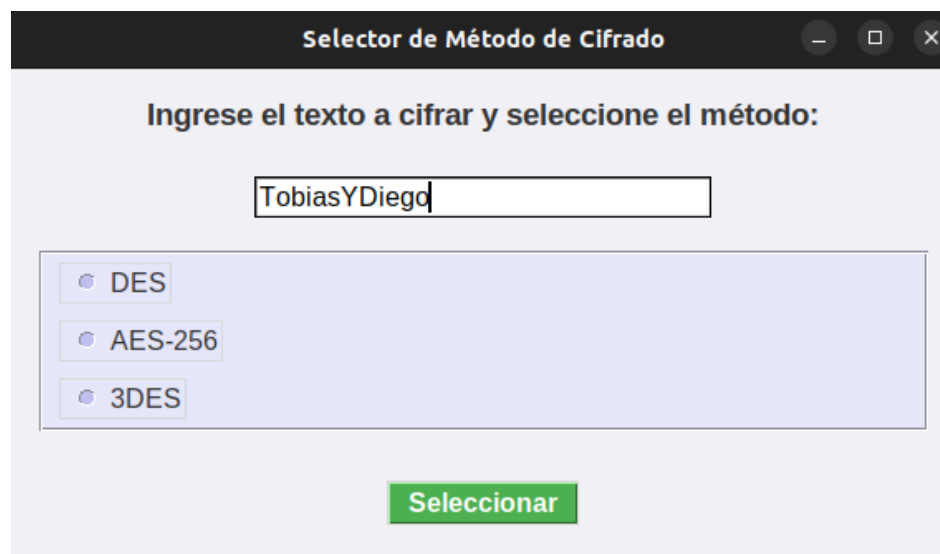 Selector de Método de Cifrado
Ingrese el texto a cifrar y seleccione el método:
TobiasYDiego
DES
AES-256
3DES
Seleccionar